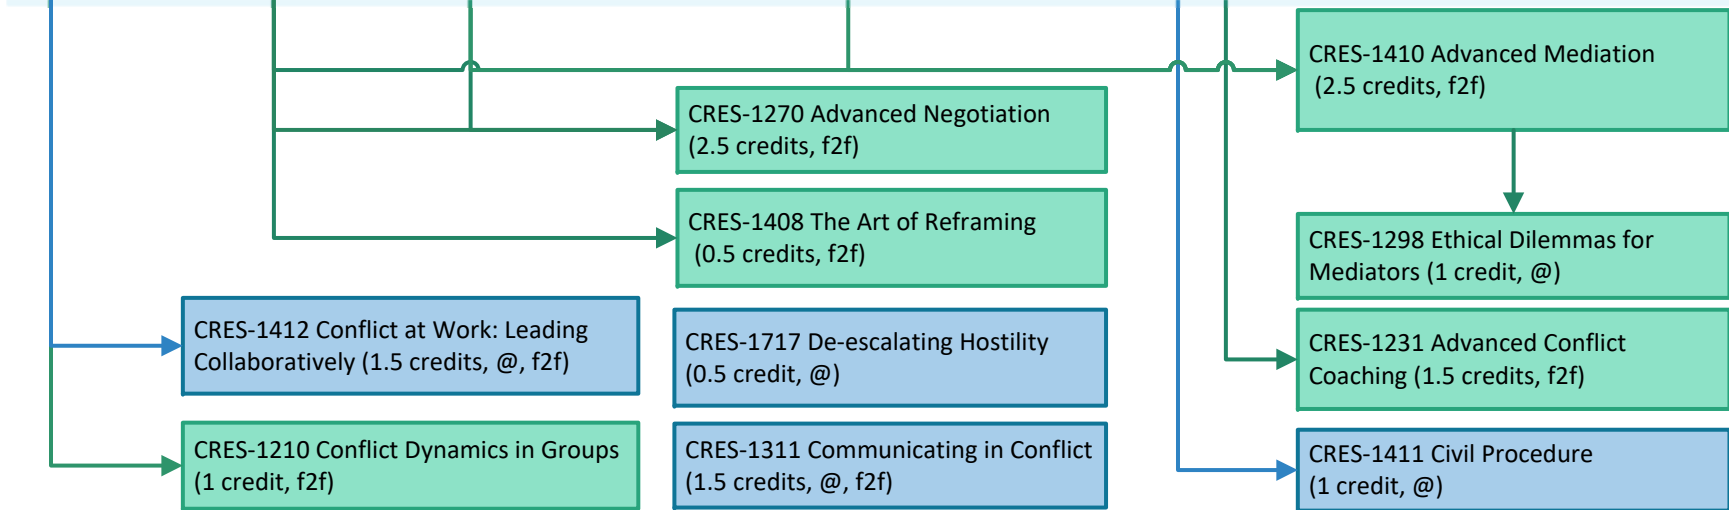 CRES-1410 Advanced Mediation
(2.5 credits, f2f)
CRES-1270 Advanced Negotiation
(2.5 credits, f2f)
CRES-1408 The Art of Reframing
(0.5 credits, f2f)
CRES-1298 Ethical Dilemmas for
Mediators (1 credit, @)
CRES-1412 Conflict at Work: Leading
Collaboratively (1.5 credits, @, f2f)
CRES-1717 De-escalating Hostility
(0.5 credit, @)
CRES-1231 Advanced Conflict
Coaching (1.5 credits, f2f)
CRES-1210 Conflict Dynamics in Groups
(1 credit, f2f)
CRES-1311 Communicating in Conflict
(1.5 credits, @, f2f)
CRES-1411 Civil Procedure
(1 credit, @)